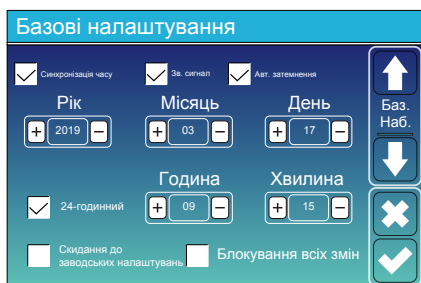 Базові налаштування
Синхронізація часу
Зв. сигнал
Авт. затемнення
Рік
Місяць
День
Баз.
Наб.
+ 2019 −
+ 03 −
+ 17 −
Година
Хвилина
24-годинний
+ 09 −
+ 15 −
Скидання до
заводських налаштувань
Блокування всіх змін